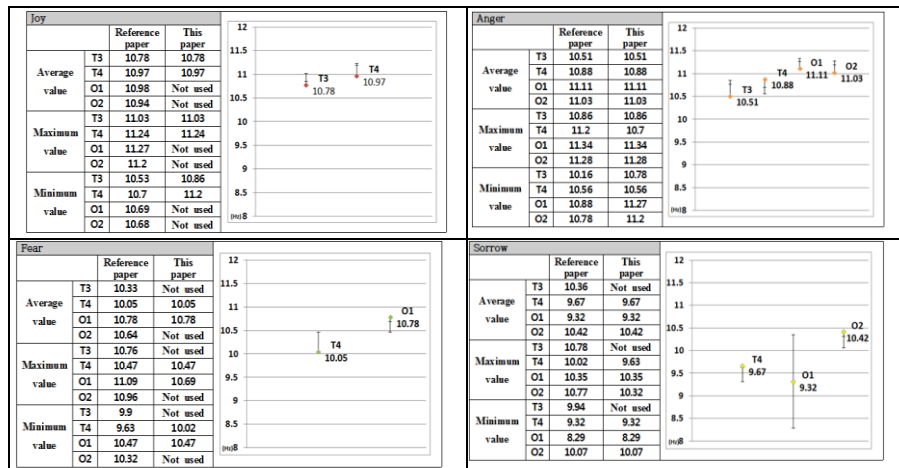 Joy
Reference paper This paper
Average value T3 10.78 10.78
T4 10.97 10.97
O1 10.98 Not used
O2 10.94 Not used
Maximum value T3 11.03 11.03
T4 11.24 11.24
O1 11.27 Not used
O2 11.2 Not used
Minimum value T3 10.53 10.86
T4 10.7 11.2
O1 10.69 Not used
O2 10.68 Not used
12
11.5
11
10.5
10
9.5
9
8.5
(Hz)8
T3
10.78
T4
10.97
Anger
Reference paper This paper
Average value T3 10.51 10.51
T4 10.88 10.88
O1 11.11 11.11
O2 11.03 11.03
Maximum value T3 10.86 10.86
T4 11.2 10.7
O1 11.34 11.34
O2 11.28 11.28
Minimum value T3 10.16 10.78
T4 10.56 10.56
O1 10.88 11.27
O2 10.78 11.2
12
11.5
11
10.5
10
9.5
9
8.5
(Hz)8
T3
10.51
T4
10.88
O1
11.11
O2
11.03
Fear
Reference paper This paper
Average value T3 10.33 Not used
T4 10.05 10.05
O1 10.78 10.78
O2 10.64 Not used
Maximum value T3 10.76 Not used
T4 10.47 10.47
O1 11.09 10.69
O2 10.96 Not used
Minimum value T3 9.9 Not used
T4 9.63 10.02
O1 10.47 10.47
O2 10.32 Not used
12
11.5
11
10.5
10
9.5
9
8.5
(Hz)8
T4
10.05
O1
10.78
Sorrow
Reference paper This paper
Average value T3 10.36 Not used
T4 9.67 9.67
O1 9.32 9.32
O2 10.42 10.42
Maximum value T3 10.78 Not used
T4 10.02 9.63
O1 10.35 10.35
O2 10.77 10.32
Minimum value T3 9.94 Not used
T4 9.32 9.32
O1 8.29 8.29
O2 10.07 10.07
12
11.5
11
10.5
10
9.5
9
8.5
(Hz)8
T4
9.67
O1
9.32
O2
10.42